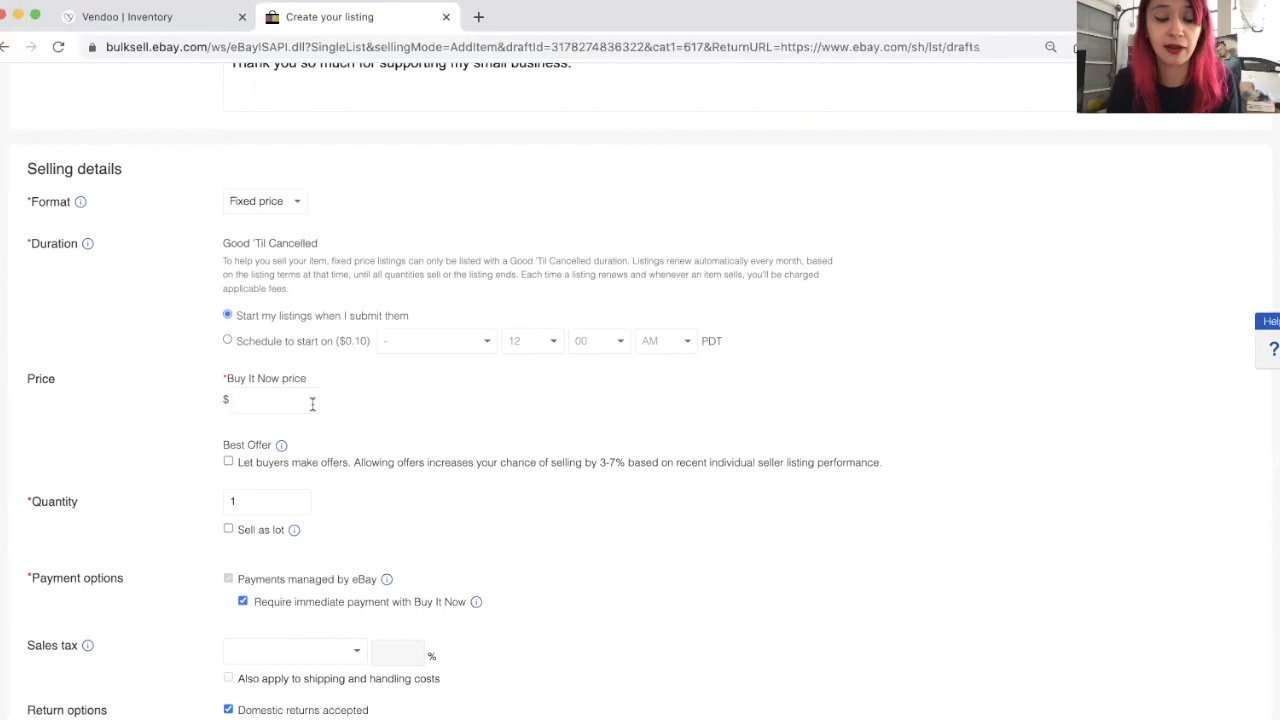 Vendoo | Inventory
Create your listing
bulksell.ebay.com/ws/eBayISAPI.dll?SingleList&sellingMode=AddItem&draftId=3178274836322&cat1=617&ReturnURL=https://www.ebay.com/sh/lst/drafts
Thank you so much for supporting my small business.
Selling details
*Format
Fixed price
*Duration
Good 'Til Cancelled
To help you sell your item, fixed price listings can only be listed with a Good 'Til Cancelled duration. Listings renew automatically every month, based
on the listing terms at that time, until all quantities sell or the listing ends. Each time a listing renews and whenever an item sells, you'll be charged
applicable fees.
Start my listings when I submit them
Schedule to start on ($0.10) - 12 00 AM PDT
Help
?
Price
*Buy It Now price
$
Best Offer
Let buyers make offers. Allowing offers increases your chance of selling by 3-7% based on recent individual seller listing performance.
*Quantity
1
Sell as lot
*Payment options
Payments managed by eBay
Require immediate payment with Buy It Now
Sales tax
%
Also apply to shipping and handling costs
Return options
Domestic returns accepted